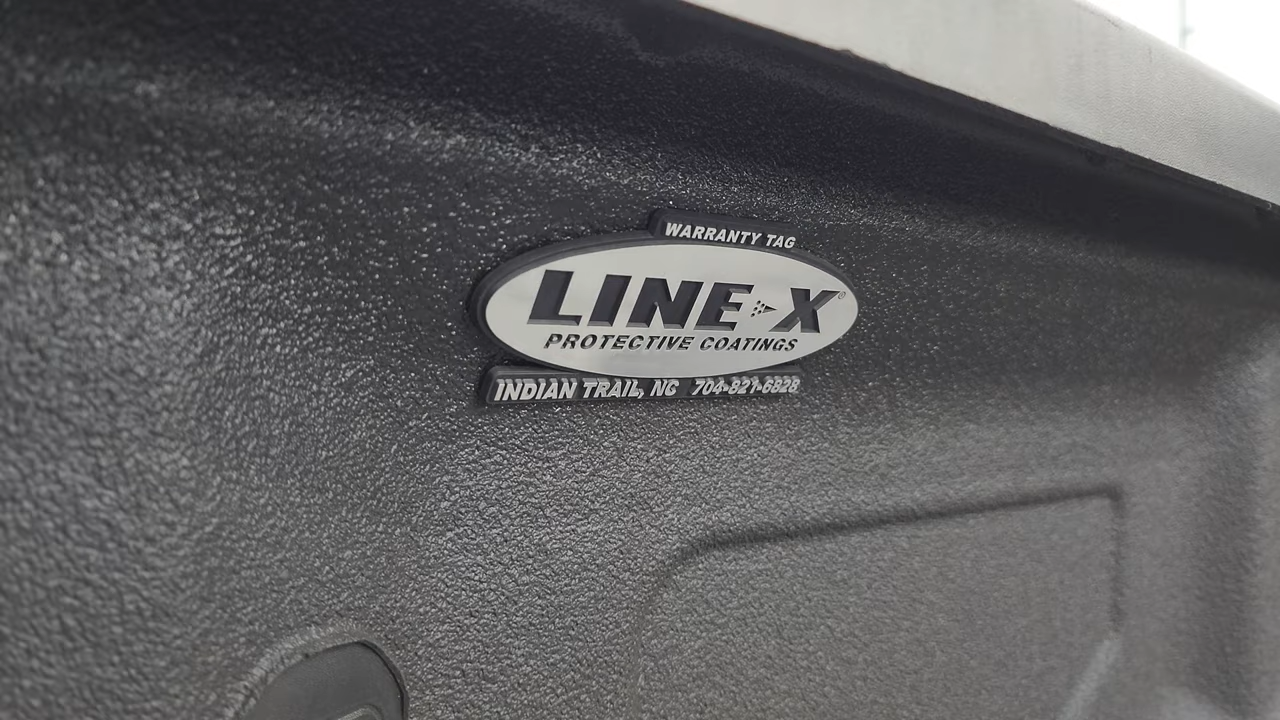 WARRANTY TAG
LINE-X®
PROTECTIVE COATINGS
INDIAN TRAIL, NC 704-821-6828